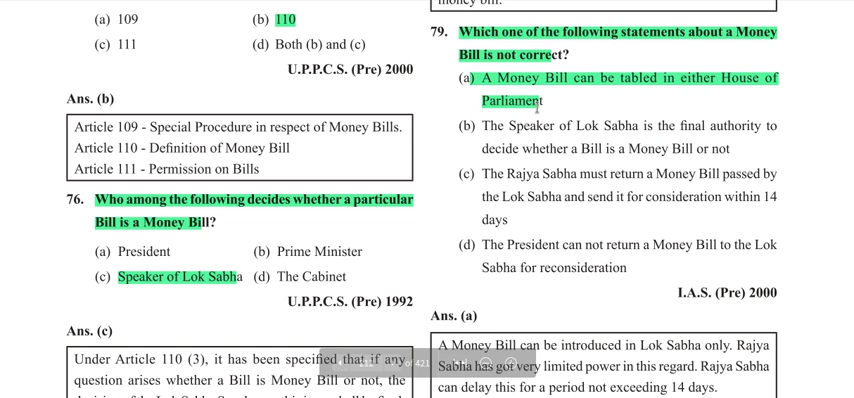 (a) 109 (b) 110
(c) 111 (d) Both (b) and (c)
U.P.P.C.S. (Pre) 2000
Ans. (b)
Article 109 - Special Procedure in respect of Money Bills.
Article 110 - Definition of Money Bill
Article 111 - Permission on Bills
76. Who among the following decides whether a particular
Bill is a Money Bill?
(a) President (b) Prime Minister
(c) Speaker of Lok Sabha (d) The Cabinet
U.P.P.C.S. (Pre) 1992
Ans. (c)
Under Article 110 (3), it has been specified that if any
question arises whether a Bill is Money Bill or not, the
money bill.
79. Which one of the following statements about a Money
Bill is not correct?
(a) A Money Bill can be tabled in either House of
Parliament
(b) The Speaker of Lok Sabha is the final authority to
decide whether a Bill is a Money Bill or not
(c) The Rajya Sabha must return a Money Bill passed by
the Lok Sabha and send it for consideration within 14
days
(d) The President can not return a Money Bill to the Lok
Sabha for reconsideration
I.A.S. (Pre) 2000
Ans. (a)
A Money Bill can be introduced in Lok Sabha only. Rajya
Sabha has got very limited power in this regard. Rajya Sabha
can delay this for a period not exceeding 14 days.
of 421